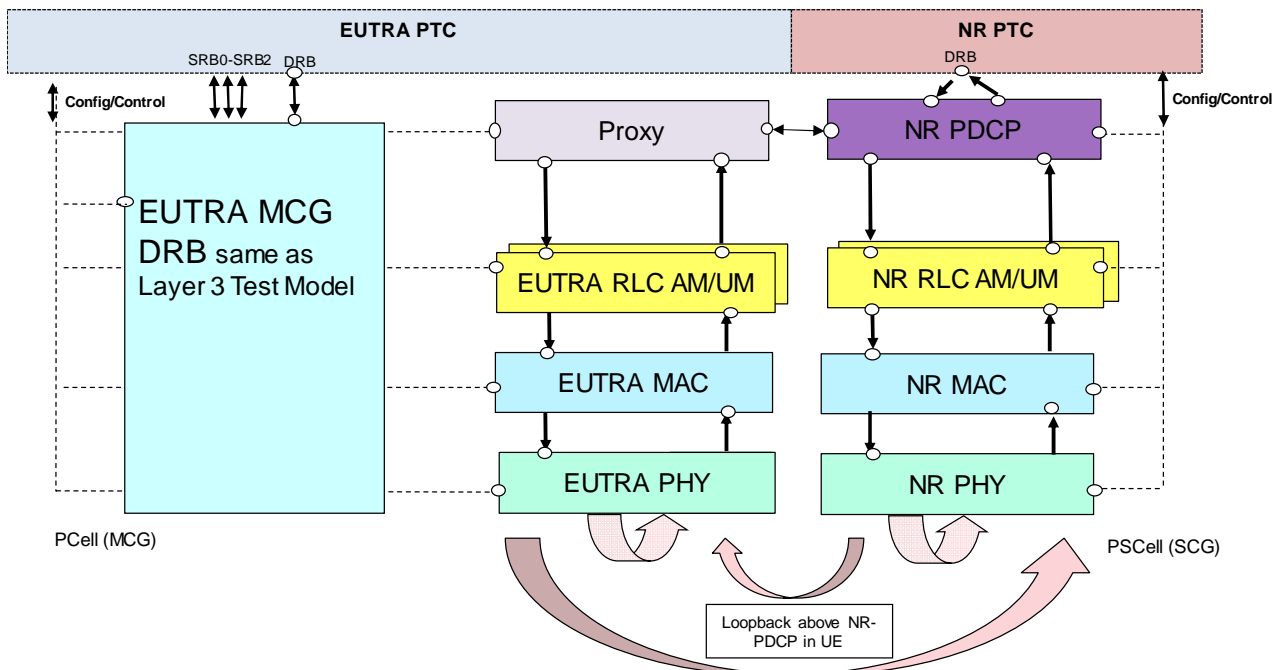 EUTRA PTC
NR PTC
SRB0-SRB2
DRB
DRB
Config/Control
Config/Control
Proxy
NR PDCP
EUTRA MCG
DRB same as
Layer 3 Test Model
EUTRA RLC AM/UM
NR RLC AM/UM
EUTRA MAC
NR MAC
EUTRA PHY
NR PHY
PCell (MCG)
PSCell (SCG)
Loopback above NR-
PDCP in UE